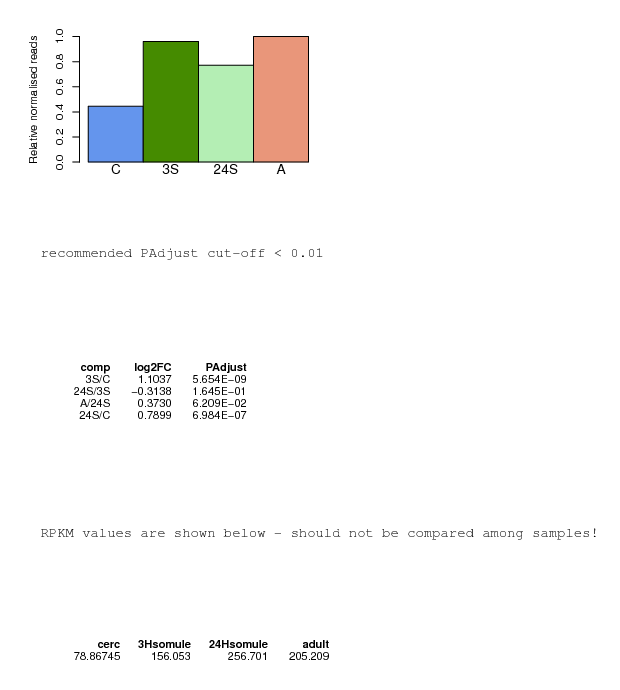 Relative normalised reads
1.0
0.8
0.6
0.4
0.2
0.0
C 3S 24S A
recommended PAdjust cut-off < 0.01
comp log2FC PAdjust
3S/C 1.1037 5.654E−09
24S/3S −0.3138 1.645E−01
A/24S 0.3730 6.209E−02
24S/C 0.7899 6.984E−07
RPKM values are shown below - should not be compared among samples!
cerc 3Hsomule 24Hsomule adult
78.86745 156.053 256.701 205.209